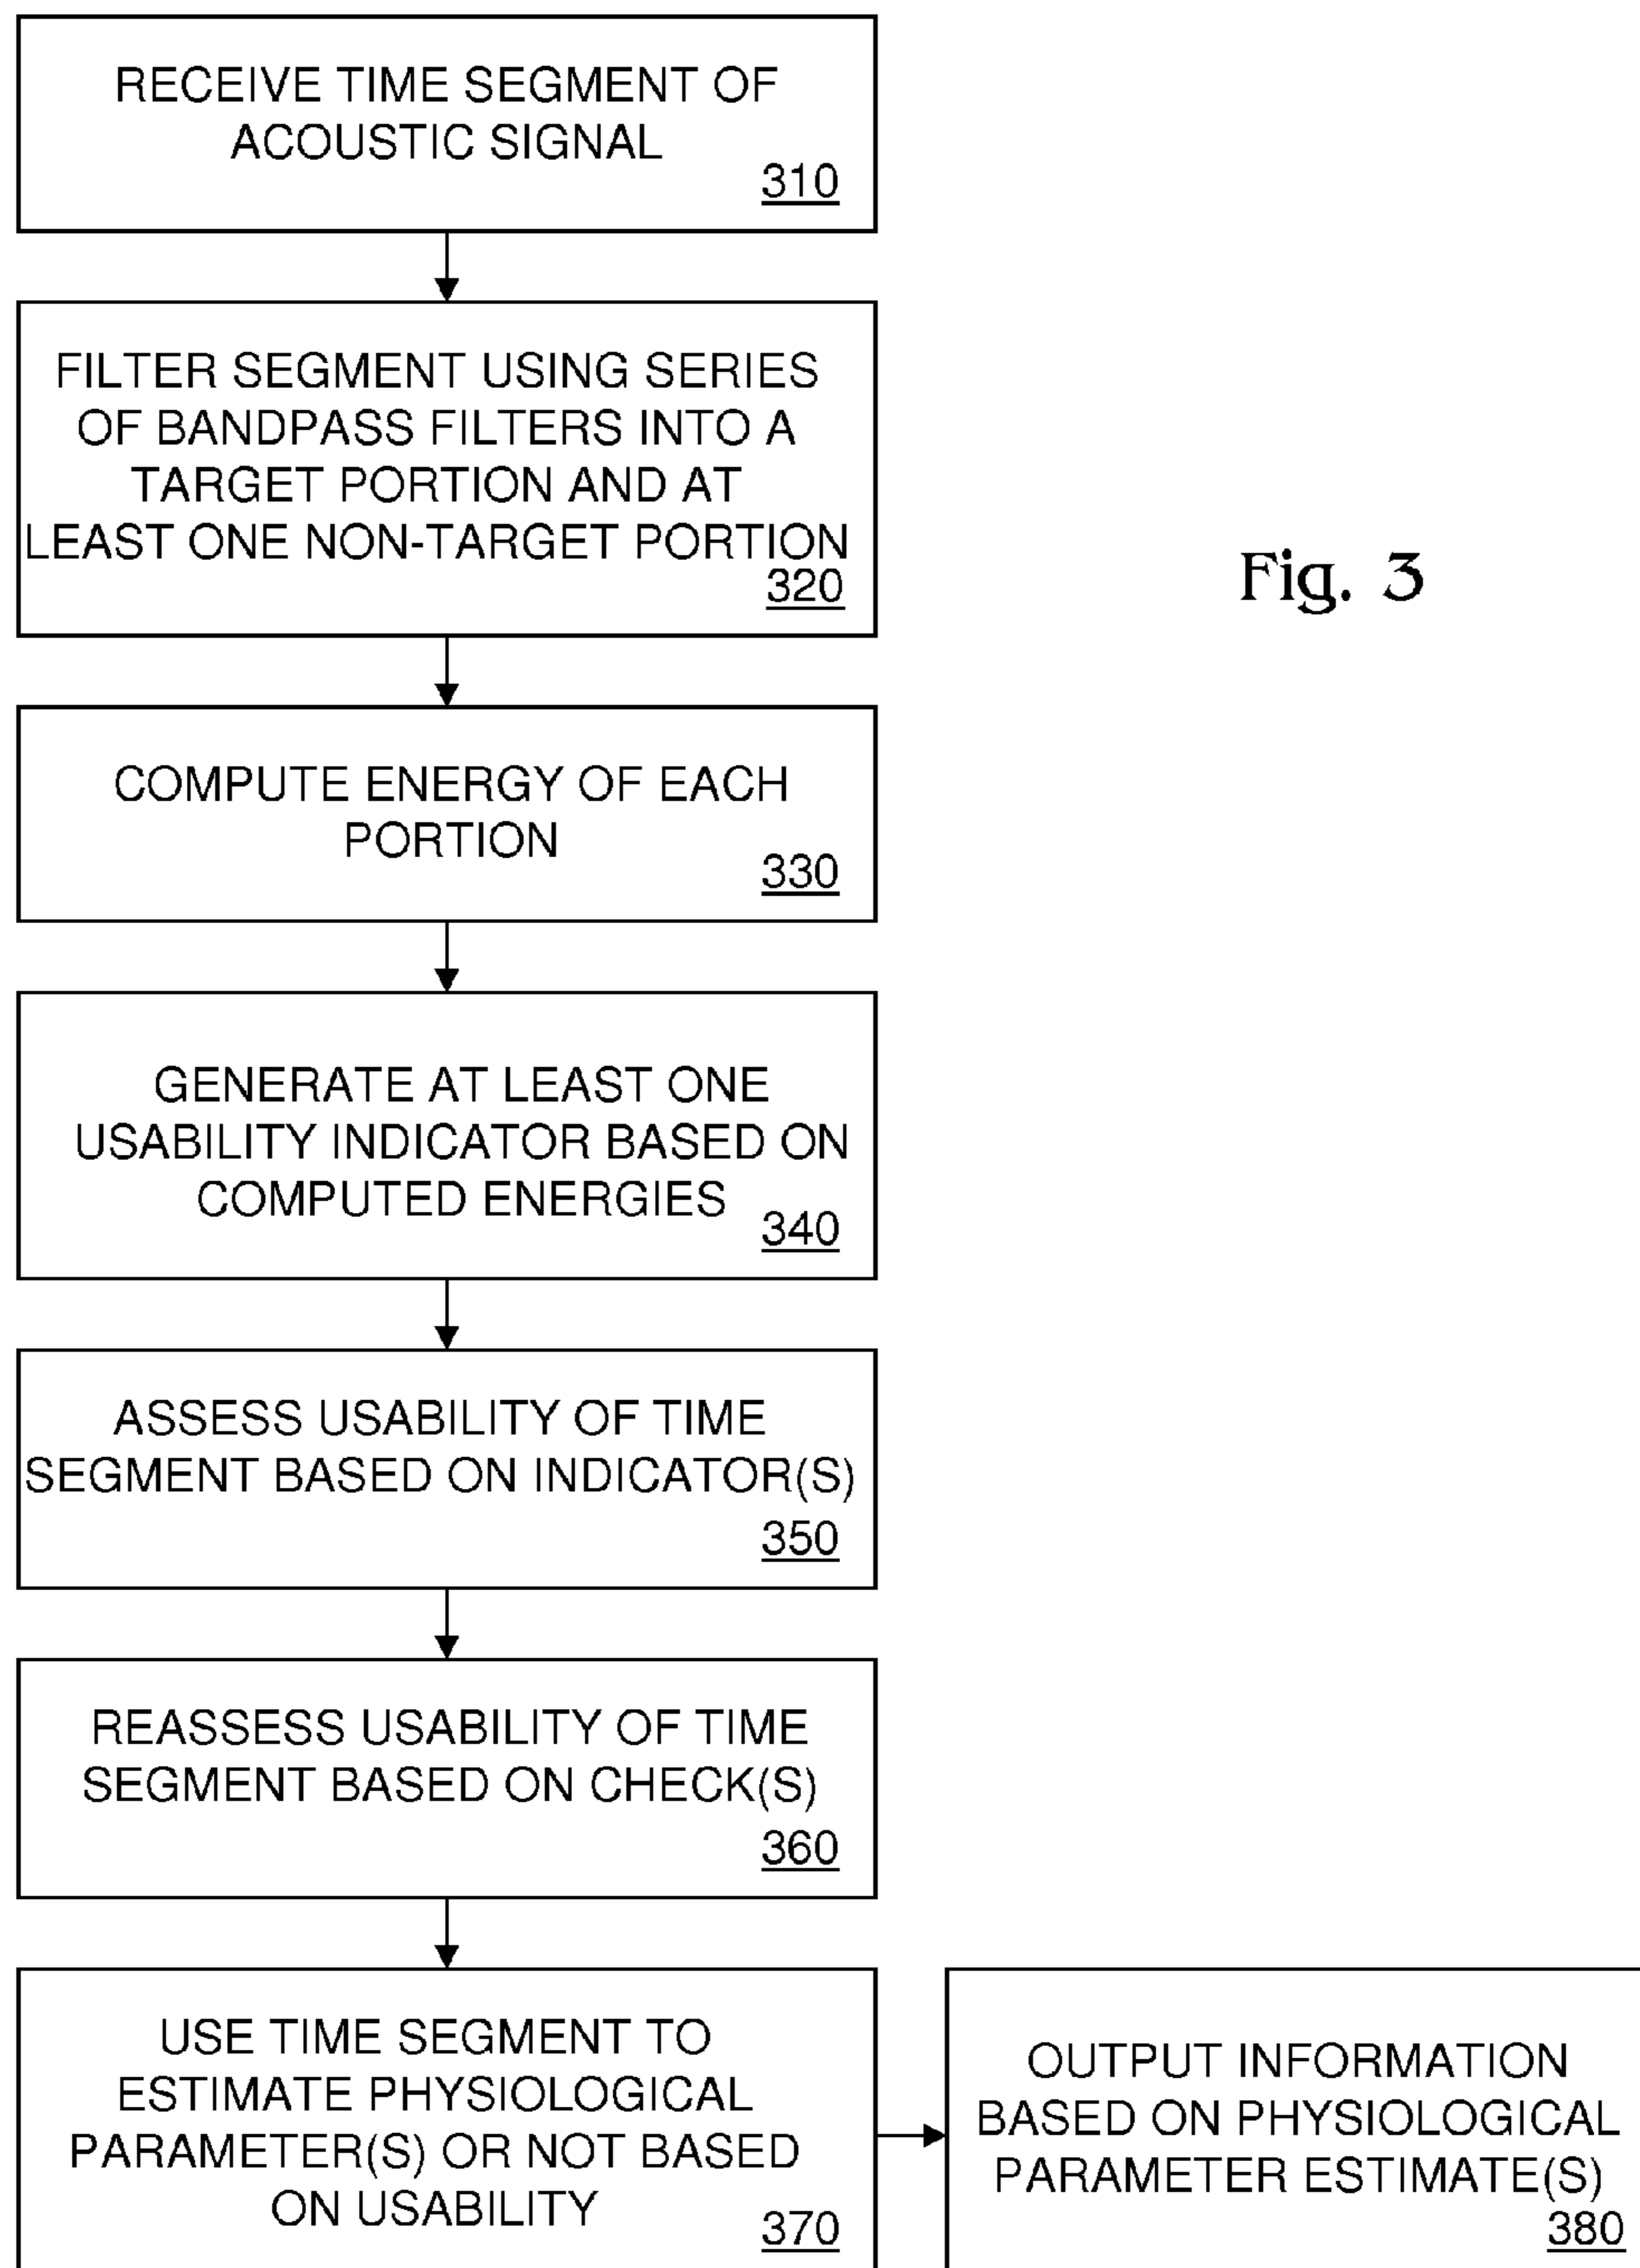 RECEIVE TIME SEGMENT OF
ACOUSTIC SIGNAL
310
FILTER SEGMENT USING SERIES
OF BANDPASS FILTERS INTO A
TARGET PORTION AND AT
LEAST ONE NON-TARGET PORTION
320
Fig. 3
COMPUTE ENERGY OF EACH
PORTION
330
GENERATE AT LEAST ONE
USABILITY INDICATOR BASED ON
COMPUTED ENERGIES
340
ASSESS USABILITY OF TIME
SEGMENT BASED ON INDICATOR(S)
350
REASSESS USABILITY OF TIME
SEGMENT BASED ON CHECK(S)
360
USE TIME SEGMENT TO
ESTIMATE PHYSIOLOGICAL
PARAMETER(S) OR NOT BASED
ON USABILITY
370
OUTPUT INFORMATION
BASED ON PHYSIOLOGICAL
PARAMETER ESTIMATE(S)
380